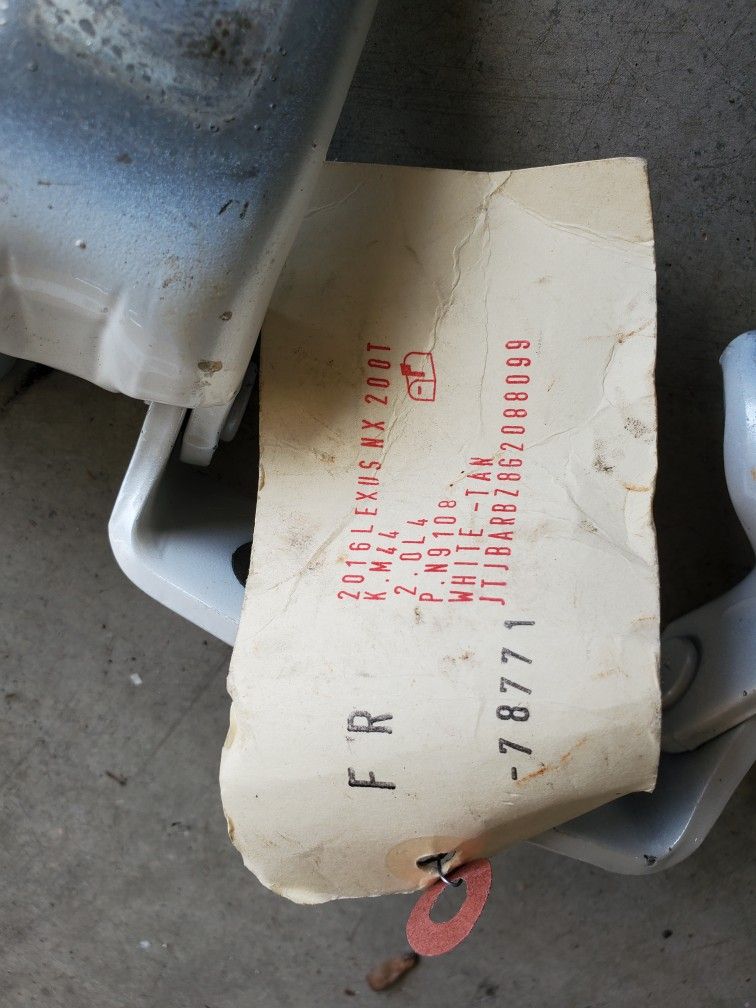 2016 LEXUS NX 200T
K.M44
2.0L4
P.N9108
WHITE -TAN
JTJBARBZ8G2088099
FR
-78771